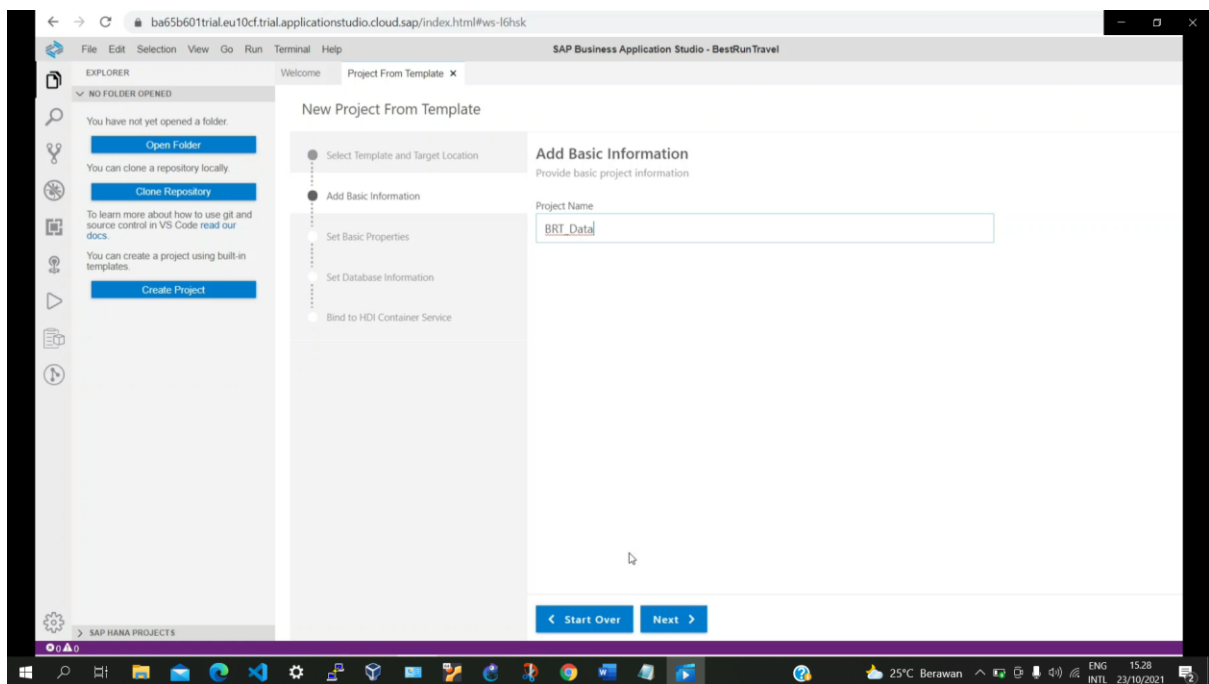 ba65b601trial.eu10cf.trial.applicationstudio.cloud.sap/index.html#ws-l6hsk
File Edit Selection View Go Run Terminal Help
SAP Business Application Studio - BestRunTravel
EXPLORER
NO FOLDER OPENED
You have not yet opened a folder.
Open Folder
You can clone a repository locally.
Clone Repository
To learn more about how to use git and
source control in VS Code read our
docs.
You can create a project using built-in
templates.
Create Project
SAP HANA PROJECTS
Welcome
Project From Template
New Project From Template
Select Template and Target Location
Add Basic Information
Set Basic Properties
Set Database Information
Bind to HDI Container Service
Add Basic Information
Provide basic project information
Project Name
BRT_Data
Start Over
Next
0 0
25°C Berawan
ENG
INTL
15.28
23/10/2021
2